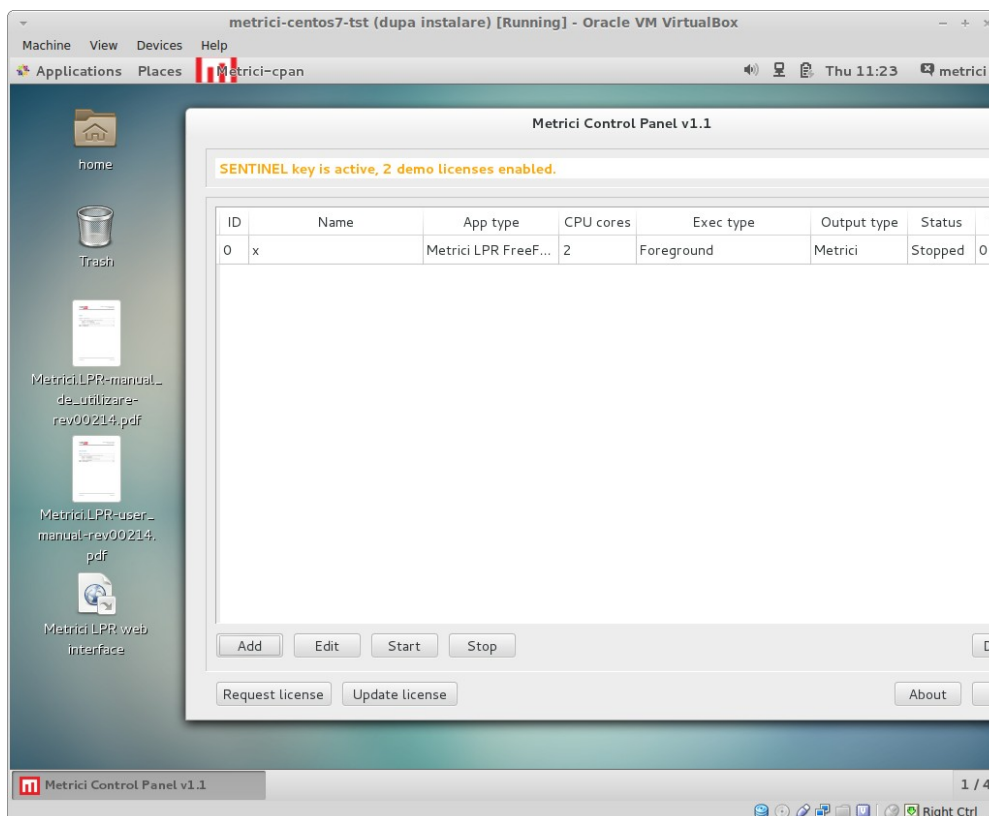 metrici-centos7-tst (dupa instalare) [Running] - Oracle VM VirtualBox
Machine View Devices Help
Applications Places Metrici-cpan Thu 11:23 metrici
home
Trash
Metrici.LPR-manual_
de_utilizare-
rev00214.pdf
Metrici.LPR-user_
manual-rev00214.
pdf
Metrici LPR web
interface
Metrici Control Panel v1.1
SENTINEL key is active, 2 demo licenses enabled.
ID Name App type CPU cores Exec type Output type Status
0 x Metrici LPR FreeF... 2 Foreground Metrici Stopped 0
Add Edit Start Stop
Request license Update license About
Metrici Control Panel v1.1 1 / 4
Right Ctrl